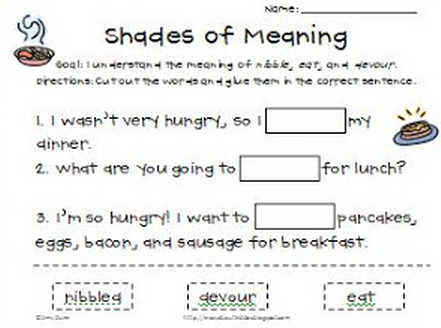 Name:
Shades of Meaning
Goal: I understand the meaning of nibble, eat, and devour.
Directions: Cut out the words and glue them in the correct sentence.
1. I wasn't very hungry, so I my
dinner.
2. What are you going to for lunch?
3. I'm so hungry! I want to pancakes,
eggs, bacon, and sausage for breakfast.
nibbled devour eat